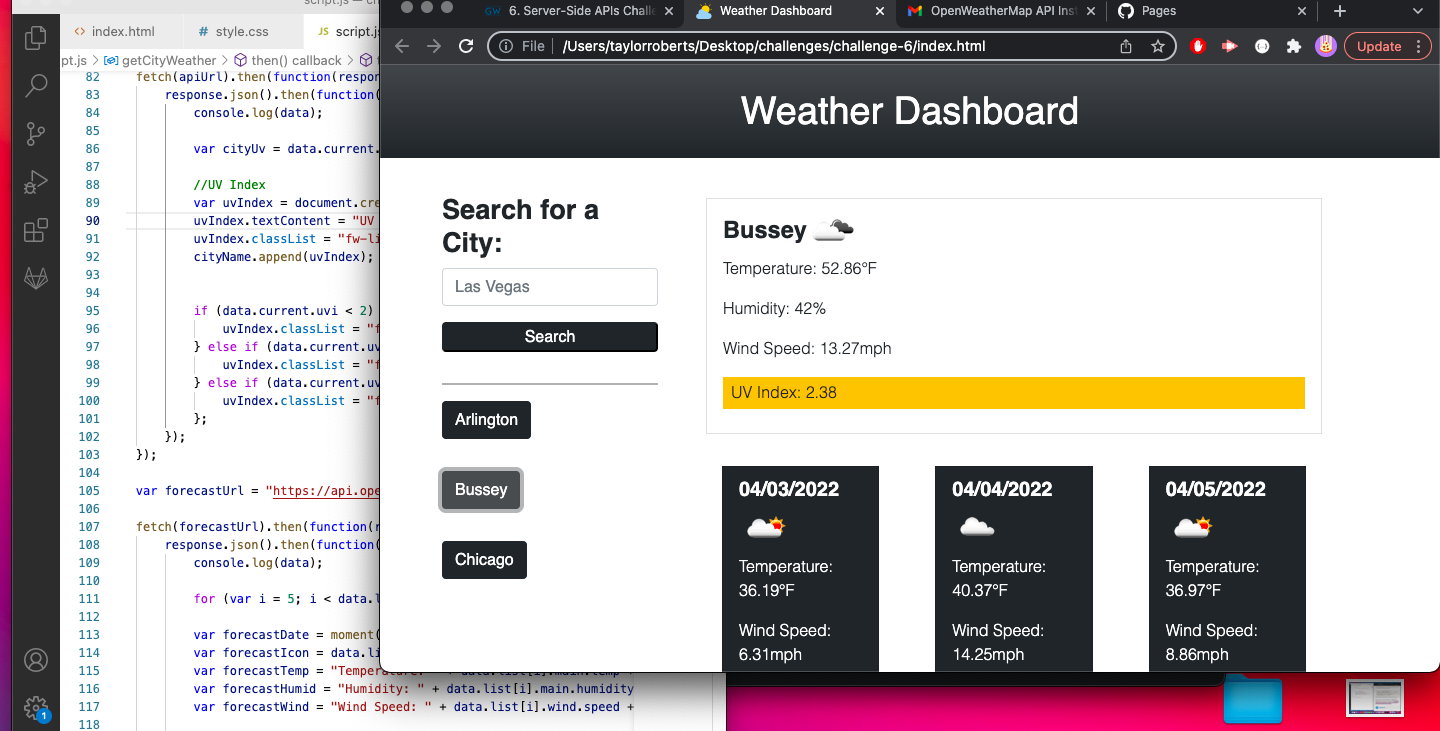 script.js
index.html
# style.css
JS script.js
pt.js > getCityWeather > then() callback >
82 fetch(apiUrl).then(function(respon
83 response.json().then(function(
84 console.log(data);
85
86 var cityUv = data.current.
87
88 //UV Index
89 var uvIndex = document.cre
90 uvIndex.textContent = "UV
91 uvIndex.classList = "fw-li
92 cityName.append(uvIndex);
93
94
95 if (data.current.uvi < 2)
96 uvIndex.classList = "f
97 } else if (data.current.uv
98 uvIndex.classList = "f
99 } else if (data.current.uv
100 uvIndex.classList = "f
101 };
102 });
103 });
104
105 var forecastUrl = "https://api.ope
106
107 fetch(forecastUrl).then(function(r
108 response.json().then(function(
109 console.log(data);
110
111 for (var i = 5; i < data.l
112
113 var forecastDate = moment(
114 var forecastIcon = data.li
115 var forecastTemp = "Temperature: " + data.list[i].main.temp +
116 var forecastHumid = "Humidity: " + data.list[i].main.humidity
117 var forecastWind = "Wind Speed: " + data.list[i].wind.speed +
118
1
GW 6. Server-Side APIs Challe
Weather Dashboard
OpenWeatherMap API Inst
Pages
File | /Users/taylorroberts/Desktop/challenges/challenge-6/index.html
Update
Weather Dashboard
Search for a
City:
Las Vegas
Search
Arlington
Bussey
Chicago
Bussey
Temperature: 52.86°F
Humidity: 42%
Wind Speed: 13.27mph
UV Index: 2.38
04/03/2022
Temperature:
36.19°F
Wind Speed:
6.31mph
04/04/2022
Temperature:
40.37°F
Wind Speed:
14.25mph
04/05/2022
Temperature:
36.97°F
Wind Speed:
8.86mph